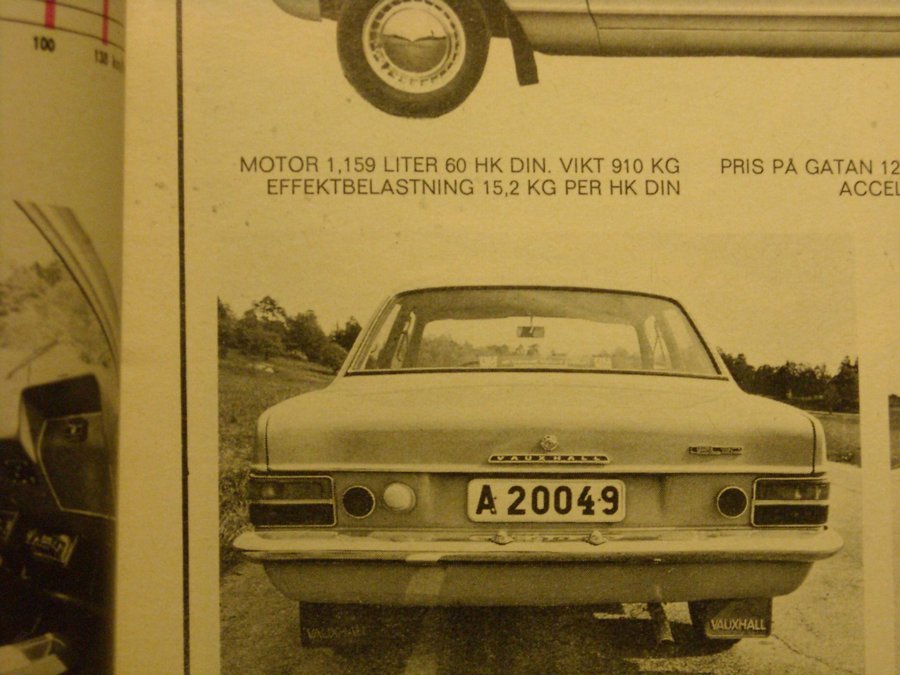 100
130 km
MOTOR 1,159 LITER 60 HK DIN. VIKT 910 KG
EFFEKTBELASTNING 15,2 KG PER HK DIN
PRIS PÅ GATAN 12
ACCEL
VAUXHALL
A 20049
VAUXHALL
VAUXHALL